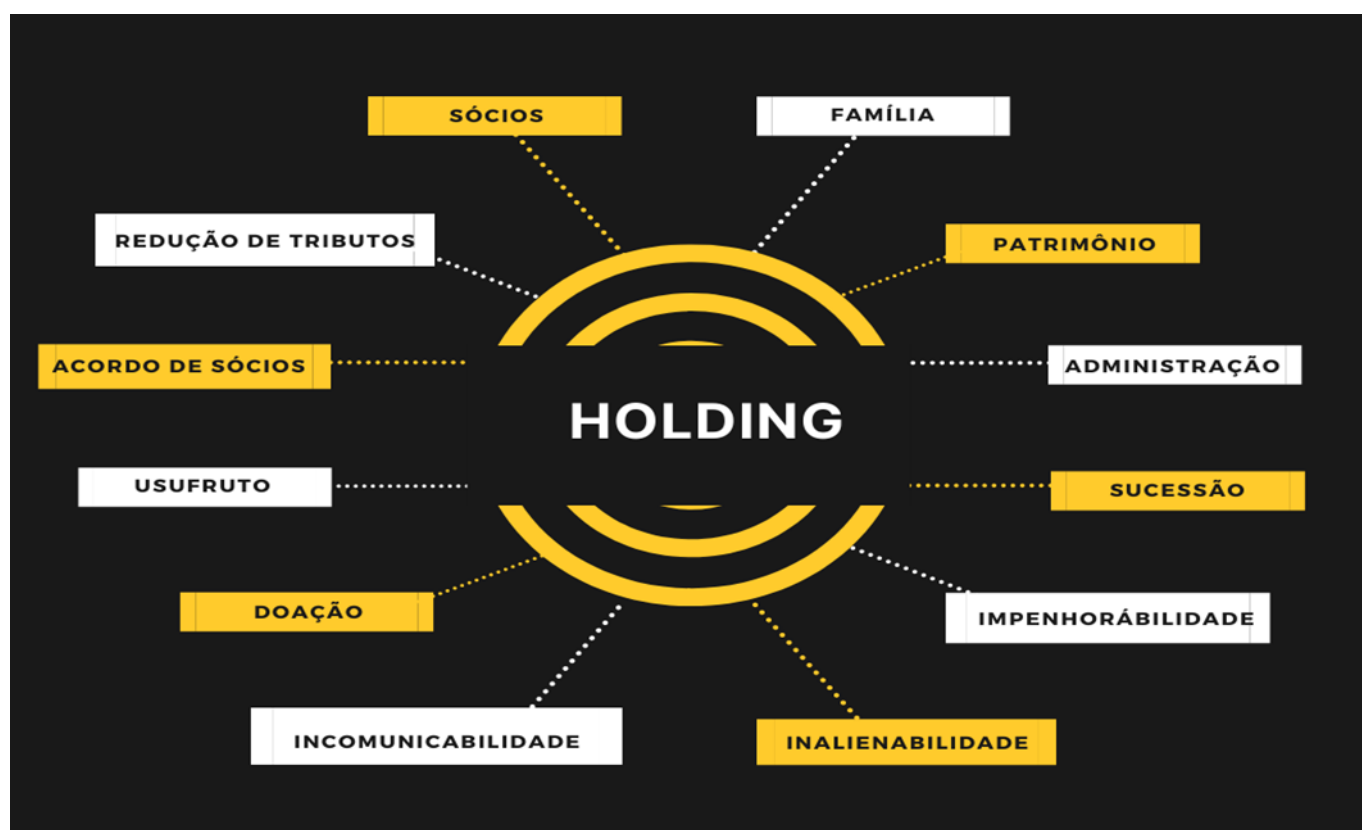 SÓCIOS
FAMÍLIA
REDUÇÃO DE TRIBUTOS
PATRIMÔNIO
ACORDO DE SÓCIOS
ADMINISTRAÇÃO
HOLDING
USUFRUTO
SUCESSÃO
DOAÇÃO
IMPENHORÁBILIDADE
INCOMUNICABILIDADE
INALIENABILIDADE